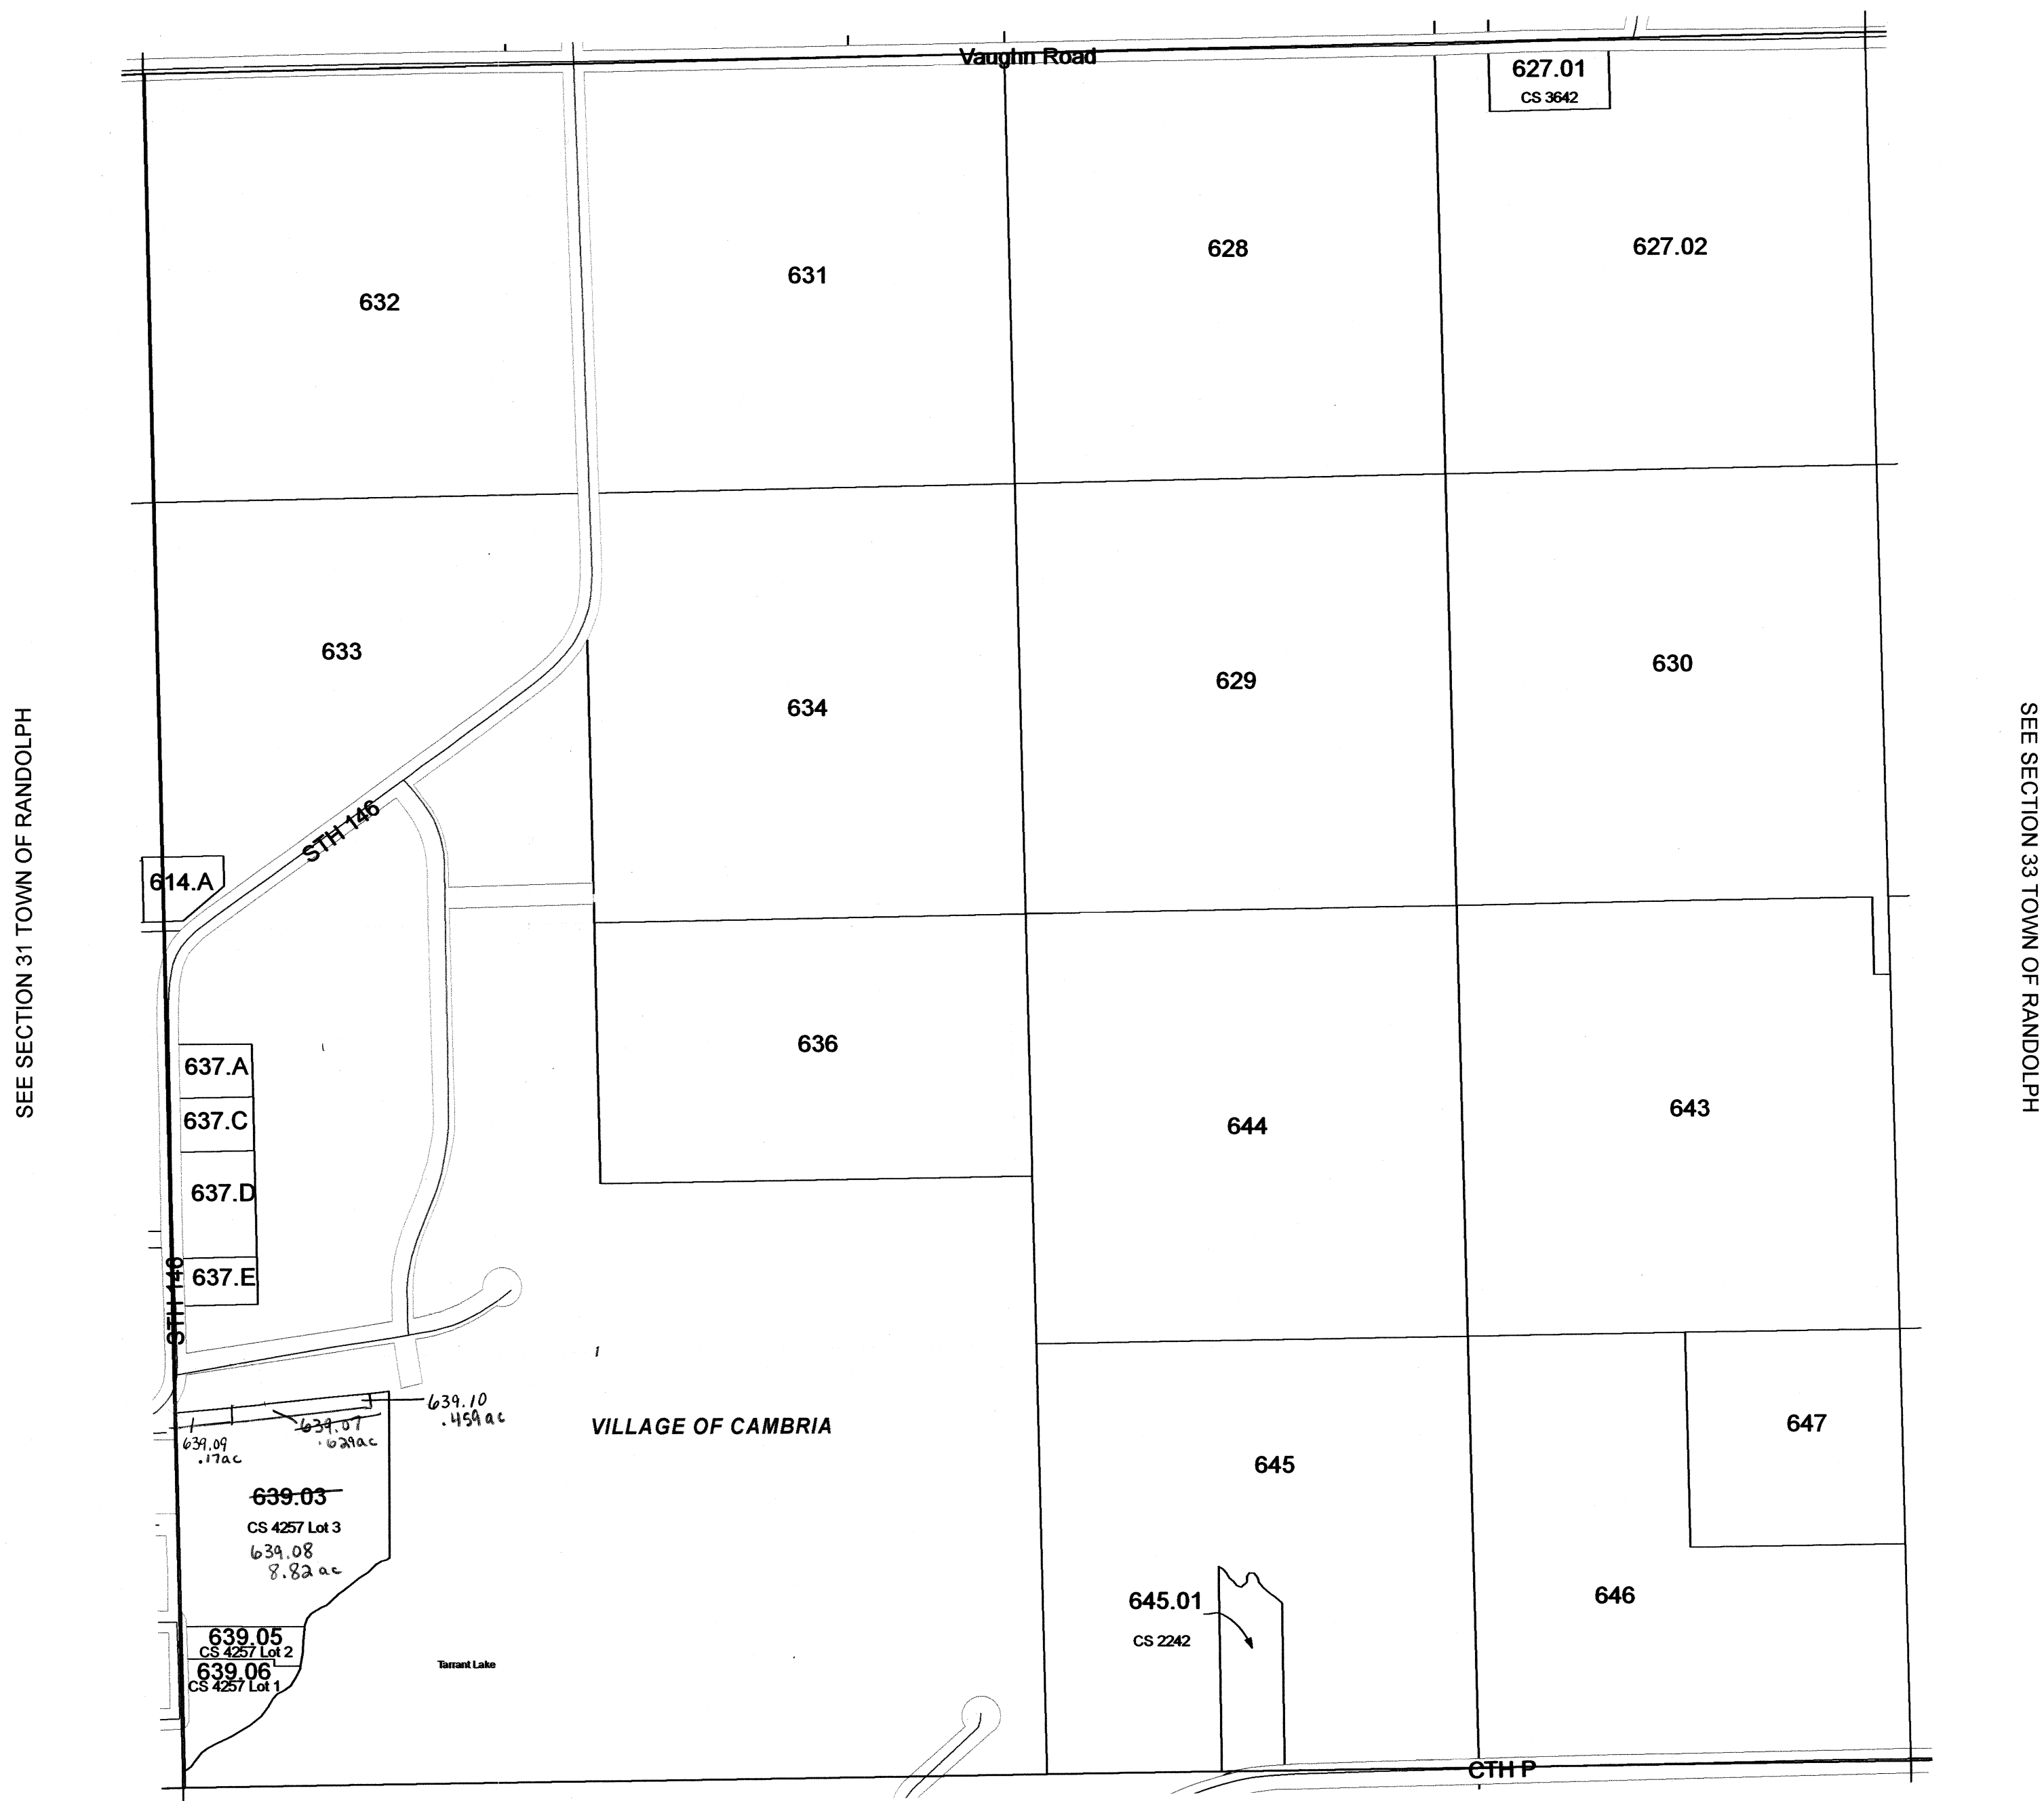 Vaughn Road
627.01
CS 3642
628
627.02
631
632
633
630
629
634
SEE SECTION 31 TOWN OF RANDOLPH
SEE SECTION 33 TOWN OF RANDOLPH
STH 146
614.A
636
637.A
637.C
643
644
637.D
637.E
STH 146
639.10
.459ac
639.07
.629ac
639.09
.17ac
VILLAGE OF CAMBRIA
647
645
639.03
CS 4257 Lot 3
639.08
8.82 ac
645.01
CS 2242
646
639.05
CS 4257 Lot 2
639.06
CS 4257 Lot 1
Tarrant Lake
CTH P